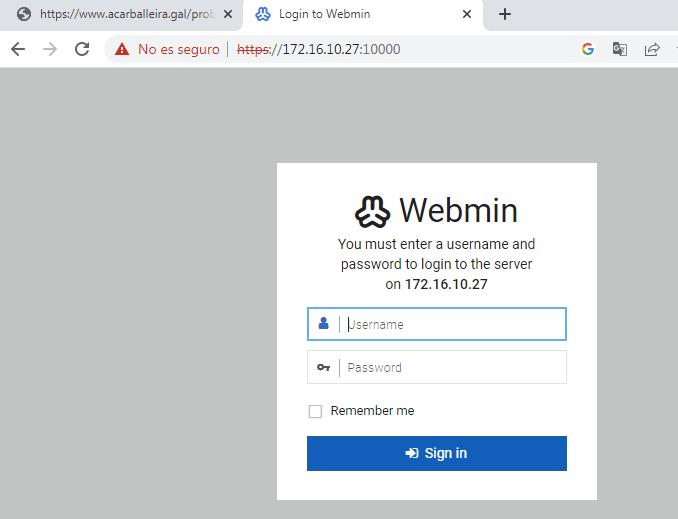 https://www.acarballeira.gal/prob
Login to Webmin
No es seguro
https://172.16.10.27:10000
Webmin
You must enter a username and
password to login to the server
on 172.16.10.27
Username
Password
Remember me
Sign in